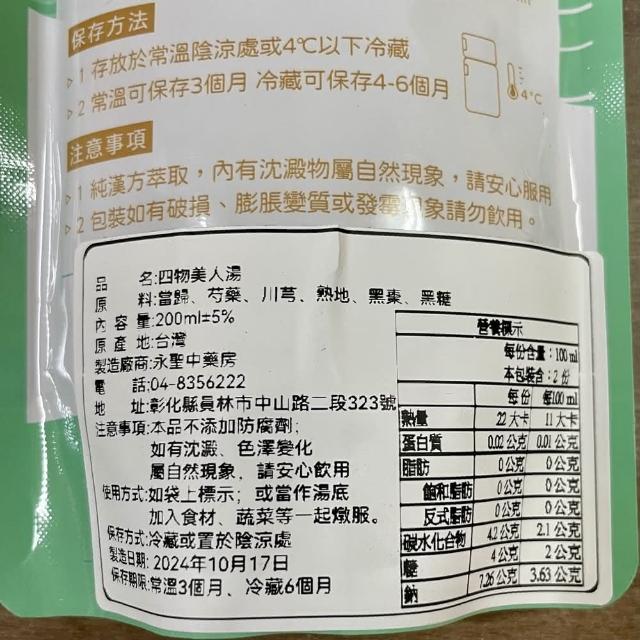 保存方法
1 存放於常溫陰涼處或4℃以下冷藏
2 常溫可保存3個月 冷藏可保存4-6個月
4°C
注意事項
1 純漢方萃取，內有沈澱物屬自然現象，請安心服用
2 包裝如有破損、膨脹變質或發霉現象請勿飲用。
品　名:四物美人湯
原　料:當歸、芍藥、川芎、熟地、黑棗、黑糖
內容量:200ml±5%
原產地:台灣
製造廠商:永聖中藥房
電　話:04-8356222
地　址:彰化縣員林市中山路二段323號
注意事項:本品不添加防腐劑;
如有沈澱、色澤變化
屬自然現象，請安心飲用
使用方式:如袋上標示；或當作湯底
加入食材、蔬菜等一起燉服。
保存方式:冷藏或置於陰涼處
製造日期: 2024年10月17日
保存期限:常溫3個月、冷藏6個月
營養標示
每份含量：100 ml
本包裝含：2 份
每份 每100 ml
熱量 22 大卡 11 大卡
蛋白質 0.02 公克 0.01 公克
脂肪 0 公克 0 公克
飽和脂肪 0 公克 0 公克
反式脂肪 0 公克 0 公克
碳水化合物 4.2 公克 2.1 公克
糖 4 公克 2 公克
鈉 7.26 公克 3.63 公克